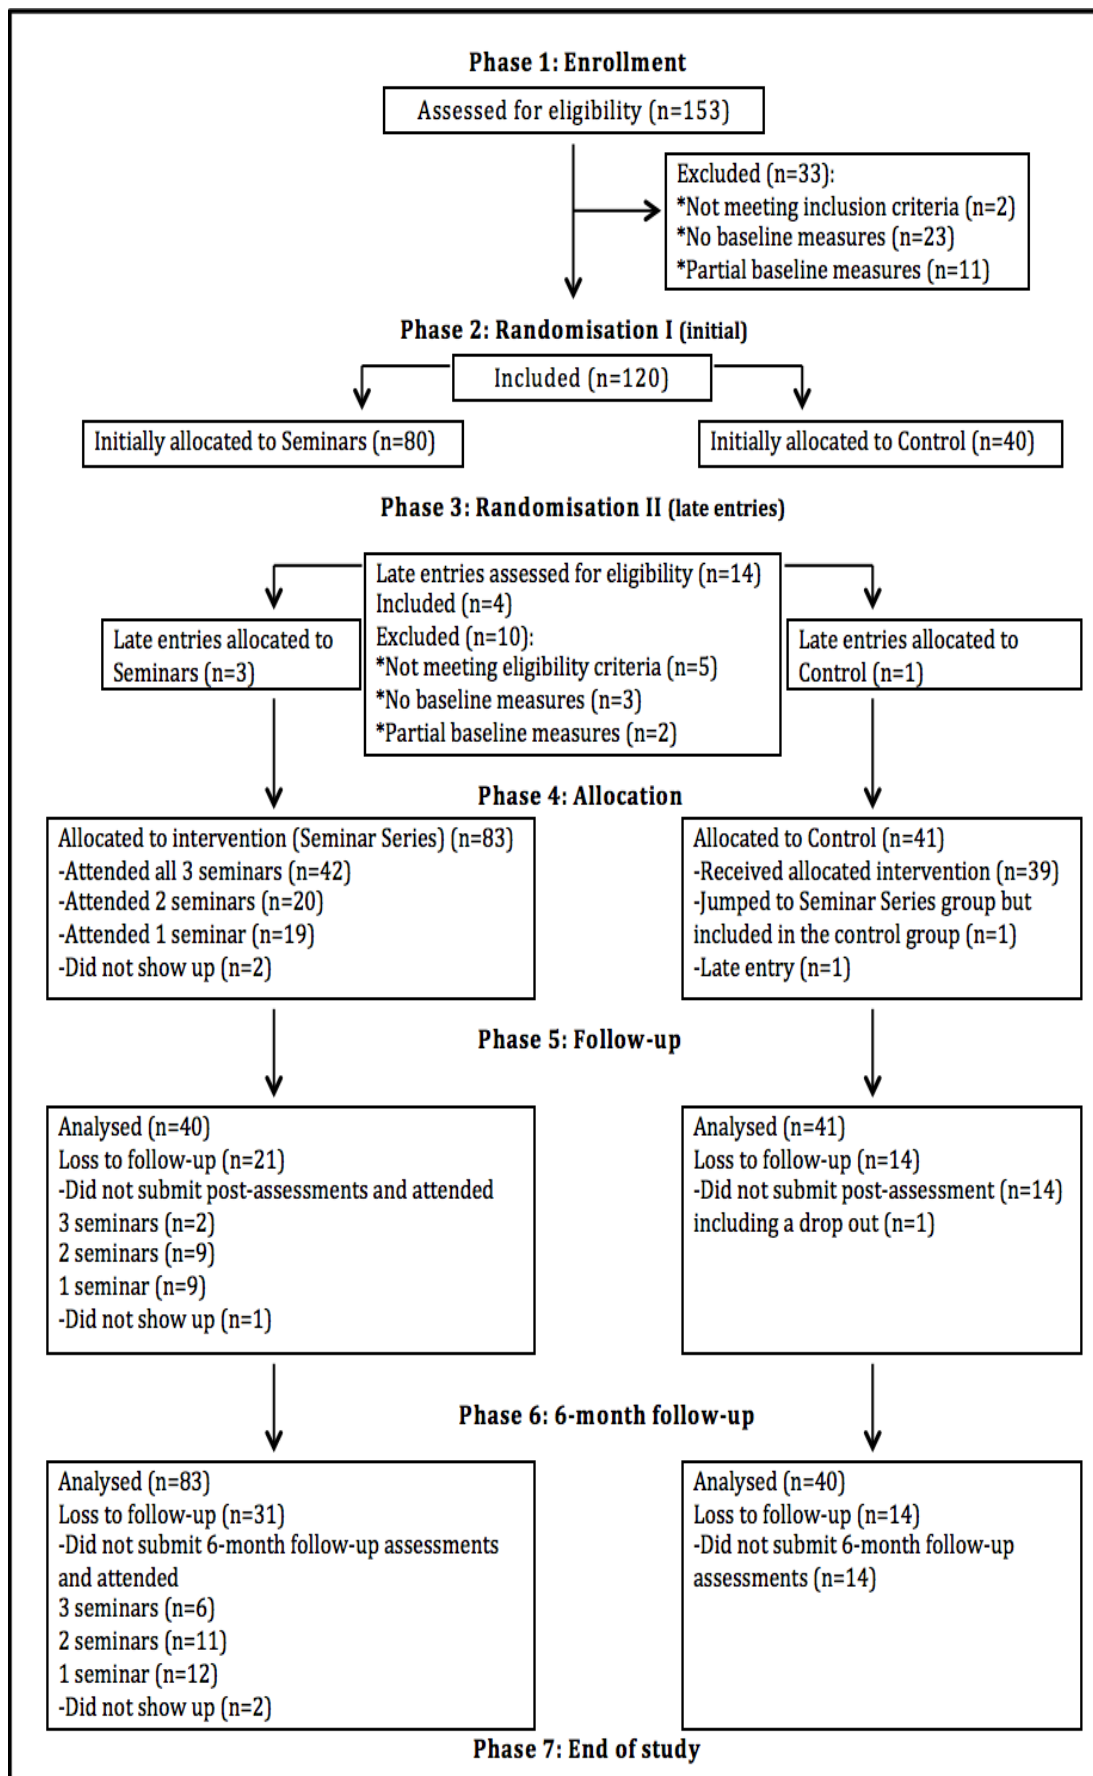 Phase 1: Enrollment
Assessed for eligibility (n=153)
Excluded (n=33):
*Not meeting inclusion criteria (n=2)
*No baseline measures (n=23)
*Partial baseline measures (n=11)
Phase 2: Randomisation I (initial)
Included (n=120)
Initially allocated to Seminars (n=80)
Initially allocated to Control (n=40)
Phase 3: Randomisation II (late entries)
Late entries assessed for eligibility (n=14)
Included (n=4)
Excluded (n=10):
*Not meeting eligibility criteria (n=5)
*No baseline measures (n=3)
*Partial baseline measures (n=2)
Late entries allocated to
Seminars (n=3)
Late entries allocated to
Control (n=1)
Phase 4: Allocation
Allocated to intervention (Seminar Series) (n=83)
-Attended all 3 seminars (n=42)
-Attended 2 seminars (n=20)
-Attended 1 seminar (n=19)
-Did not show up (n=2)
Allocated to Control (n=41)
-Received allocated intervention (n=39)
-Jumped to Seminar Series group but
included in the control group (n=1)
-Late entry (n=1)
Phase 5: Follow-up
Analysed (n=40)
Loss to follow-up (n=21)
-Did not submit post-assessments and attended
3 seminars (n=2)
2 seminars (n=9)
1 seminar (n=9)
-Did not show up (n=1)
Analysed (n=41)
Loss to follow-up (n=14)
-Did not submit post-assessment (n=14)
including a drop out (n=1)
Phase 6: 6-month follow-up
Analysed (n=83)
Loss to follow-up (n=31)
-Did not submit 6-month follow-up assessments
and attended
3 seminars (n=6)
2 seminars (n=11)
1 seminar (n=12)
-Did not show up (n=2)
Analysed (n=40)
Loss to follow-up (n=14)
-Did not submit 6-month follow-up
assessments (n=14)
Phase 7: End of study